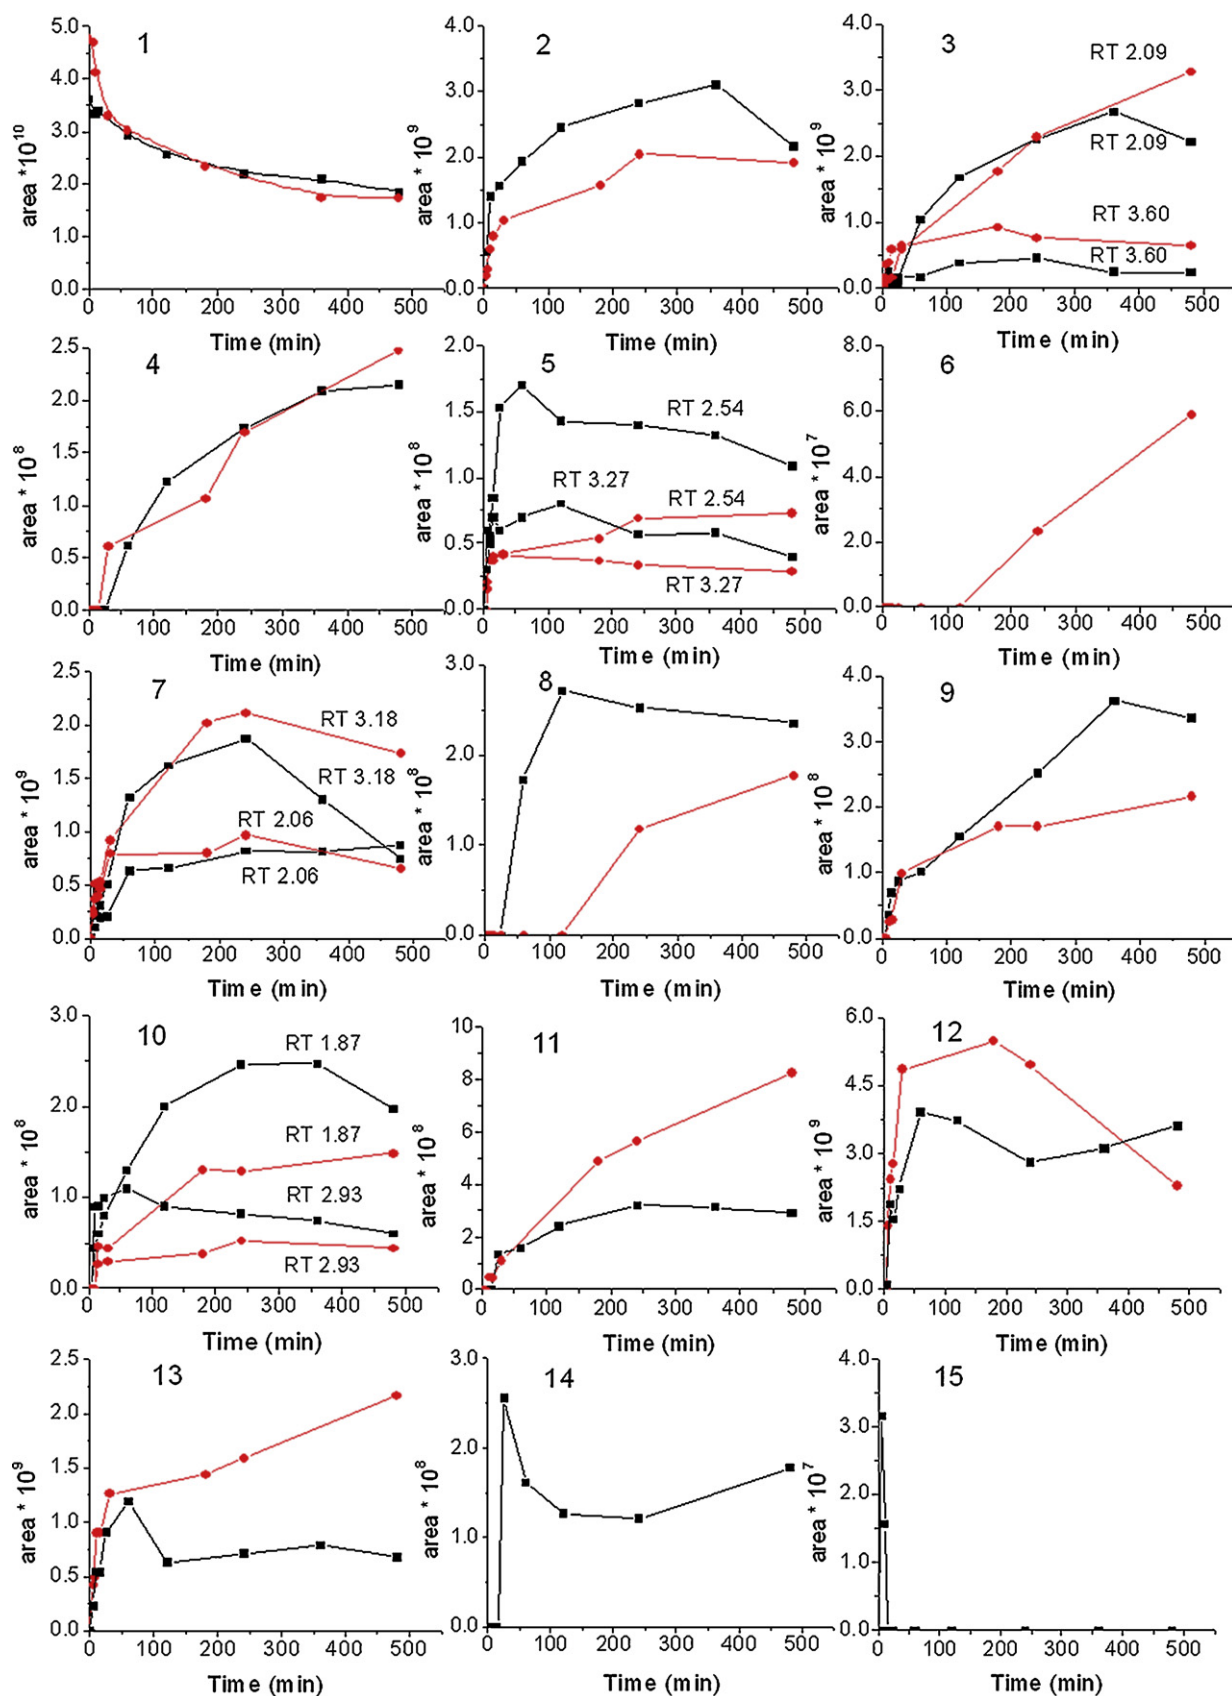 1
area * 10^10
5.0
4.0
3.0
2.0
1.0
0.0
0 100 200 300 400 500
Time (min)
2
area * 10^9
4.0
3.0
2.0
1.0
0.0
0 100 200 300 400 500
Time (min)
3
RT 2.09
RT 2.09
RT 3.60
RT 3.60
area * 10^9
4.0
3.0
2.0
1.0
0.0
0 100 200 300 400 500
Time (min)
4
area * 10^8
2.5
2.0
1.5
1.0
0.5
0.0
0 100 200 300 400 500
Time (min)
5
RT 2.54
RT 3.27
RT 2.54
RT 3.27
area * 10^8
2.0
1.5
1.0
0.5
0.0
0 100 200 300 400 500
Time (min)
6
area * 10^7
8.0
6.0
4.0
2.0
0.0
0 100 200 300 400 500
Time (min)
7
RT 3.18
RT 3.18
RT 2.06
RT 2.06
area * 10^9
2.5
2.0
1.5
1.0
0.5
0.0
0 100 200 300 400 500
Time (min)
8
area * 10^8
3.0
2.0
1.0
0.0
0 100 200 300 400 500
Time (min)
9
area * 10^8
4.0
3.0
2.0
1.0
0.0
0 100 200 300 400 500
Time (min)
10
RT 1.87
RT 1.87
RT 2.93
RT 2.93
area * 10^8
3.0
2.0
1.0
0.0
0 100 200 300 400 500
Time (min)
11
area * 10^8
10
8
6
4
2
0
0 100 200 300 400 500
Time (min)
12
area * 10^9
6.0
4.5
3.0
1.5
0.0
0 100 200 300 400 500
Time (min)
13
area * 10^9
2.5
2.0
1.5
1.0
0.5
0.0
0 100 200 300 400 500
Time (min)
14
area * 10^8
3.0
2.0
1.0
0.0
0 100 200 300 400 500
Time (min)
15
area * 10^7
4.0
3.0
2.0
1.0
0.0
0 100 200 300 400 500
Time (min)